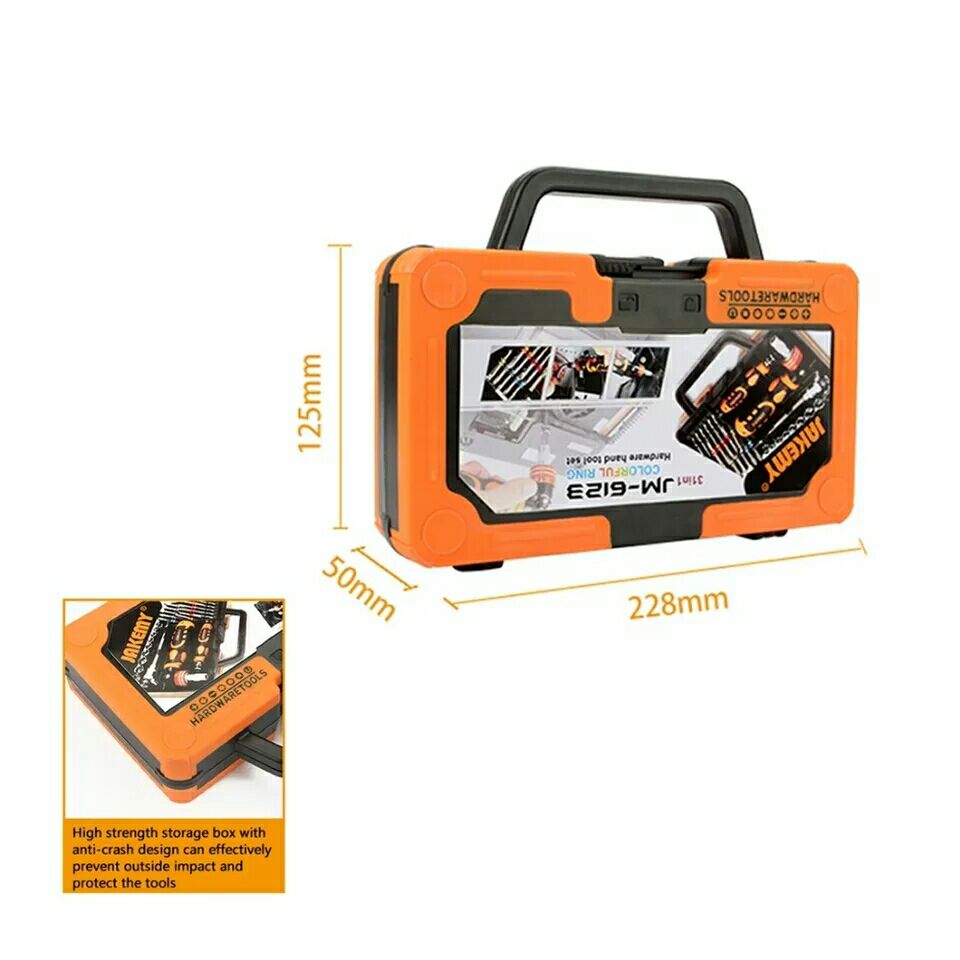 HARDWARETOOLS
125mm
JAKEMY®
31in1
JM-6123
COLORFUL RING
Hardware hand tool set
50mm
228mm
JAKEMY®
HARDWARETOOLS
High strength storage box with
anti-crash design can effectively
prevent outside impact and
protect the tools